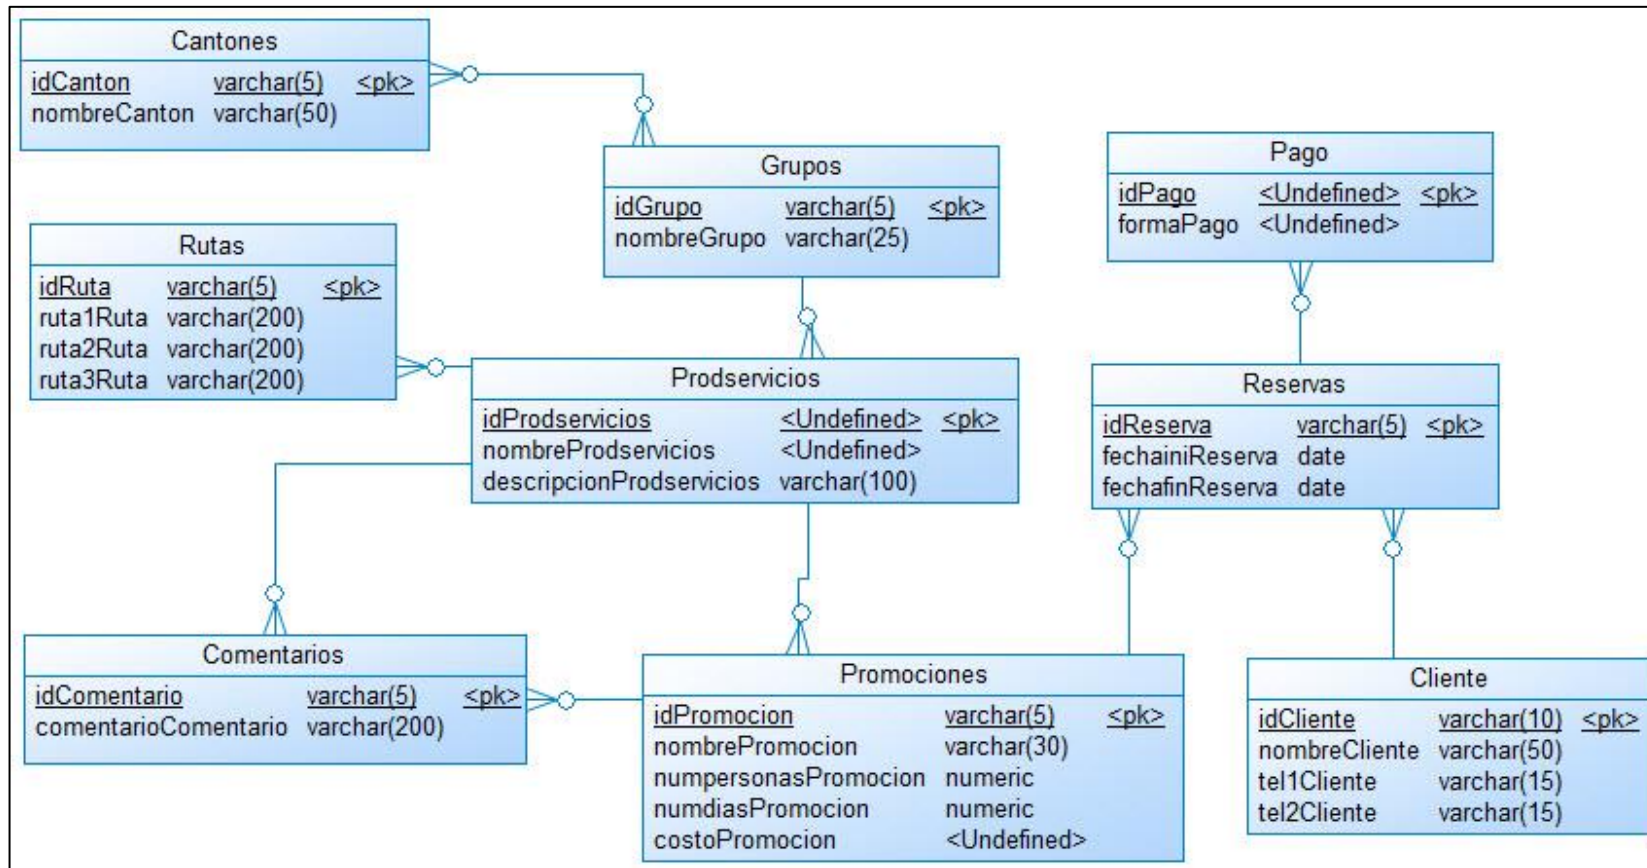 Cantones
idCanton varchar(5) <pk>
nombreCanton varchar(50)
Grupos
idGrupo varchar(5) <pk>
nombreGrupo varchar(25)
Pago
idPago <Undefined> <pk>
formaPago <Undefined>
Rutas
idRuta varchar(5) <pk>
ruta1Ruta varchar(200)
ruta2Ruta varchar(200)
ruta3Ruta varchar(200)
Prodservicios
idProdservicios <Undefined> <pk>
nombreProdservicios <Undefined>
descripcionProdservicios varchar(100)
Reservas
idReserva varchar(5) <pk>
fechainiReserva date
fechafinReserva date
Comentarios
idComentario varchar(5) <pk>
comentarioComentario varchar(200)
Promociones
idPromocion varchar(5) <pk>
nombrePromocion varchar(30)
numpersonasPromocion numeric
numdiasPromocion numeric
costoPromocion <Undefined>
Cliente
idCliente varchar(10) <pk>
nombreCliente varchar(50)
tel1Cliente varchar(15)
tel2Cliente varchar(15)